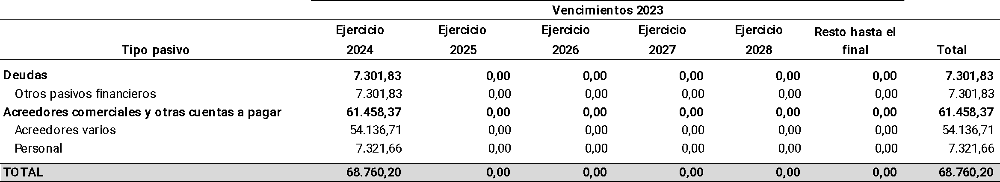 Vencimientos 2023
Tipo pasivo Ejercicio 2024 Ejercicio 2025 Ejercicio 2026 Ejercicio 2027 Ejercicio 2028 Resto hasta el final Total
Deudas 7.301,83 0,00 0,00 0,00 0,00 0,00 7.301,83
Otros pasivos financieros 7.301,83 0,00 0,00 0,00 0,00 0,00 7.301,83
Acreedores comerciales y otras cuentas a pagar 61.458,37 0,00 0,00 0,00 0,00 0,00 61.458,37
Acreedores varios 54.136,71 0,00 0,00 0,00 0,00 0,00 54.136,71
Personal 7.321,66 0,00 0,00 0,00 0,00 0,00 7.321,66
TOTAL 68.760,20 0,00 0,00 0,00 0,00 0,00 68.760,20